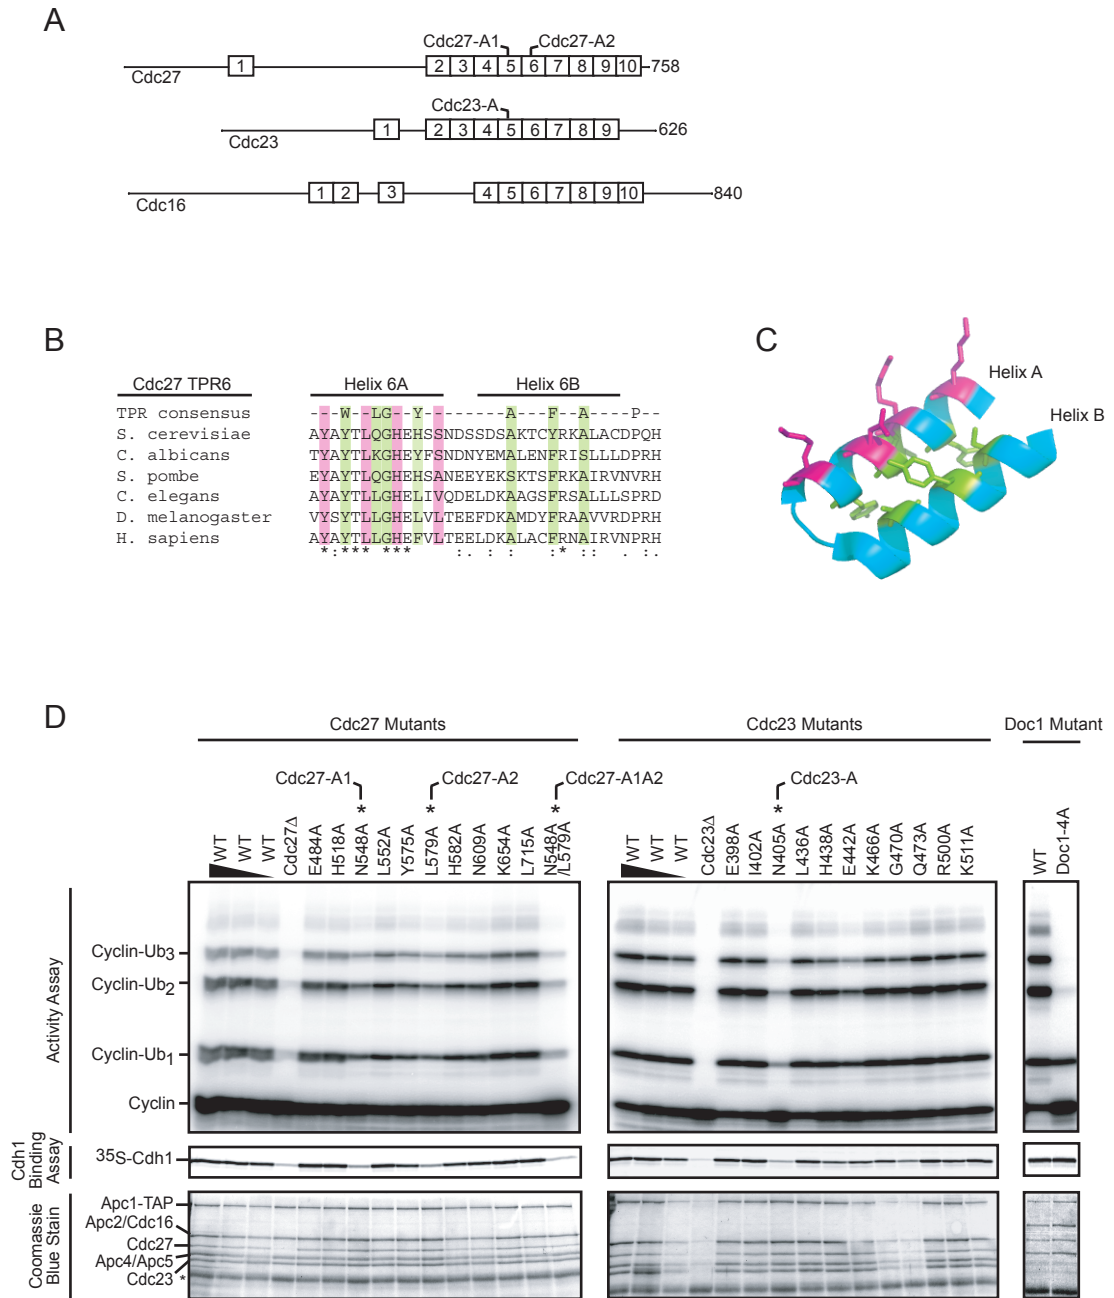 A
Cdc27-A1 Cdc27-A2
1 2 3 4 5 6 7 8 9 10 758
Cdc27
Cdc23-A
1 2 3 4 5 6 7 8 9 626
Cdc23
1 2 3 4 5 6 7 8 9 10 840
Cdc16
B
Cdc27 TPR6 Helix 6A Helix 6B
TPR consensus ---W--LG--Y-------A---F--A----P--
S. cerevisiae AYAYTLQGHEHSSNDSSDSAKTCYRKALACDPQH
C. albicans TYAYTLKGHEYFSNDNYEMALENFRISLLLDPRH
S. pombe EYAYTLQGHEHSANEEYEKSKTSFRKAIRVNVRH
C. elegans AYAYTLLGHELIVQDELDKAAGSFRSALLLSPRD
D. melanogaster VYSYTLLGHELVLTEEFDKAMDYFRAAVVRDPRH
H. sapiens AYAYTLLGHEFVLTEELDKALACFRNAIRVNPRH
*:***_***  :. : :* :: :.
C
Helix A
Helix B
D
Cdc27 Mutants Cdc23 Mutants Doc1 Mutant
Cdc27-A1 Cdc27-A2 Cdc27-A1A2 Cdc23-A
* * * *
WT WT WT Cdc27Δ E484A H518A N548A L552A Y575A L579A H582A N609A K654A L715A N548A /L579A
WT WT WT Cdc23Δ E398A I402A N405A L436A H438A E442A K466A G470A Q473A R500A K511A
WT Doc1-4A
Activity Assay
Cyclin-Ub3
Cyclin-Ub2
Cyclin-Ub1
Cyclin
Cdh1 Binding Assay
35S-Cdh1
Coomassie Blue Stain
Apc1-TAP
Apc2/Cdc16
Cdc27
Apc4/Apc5
Cdc23
*